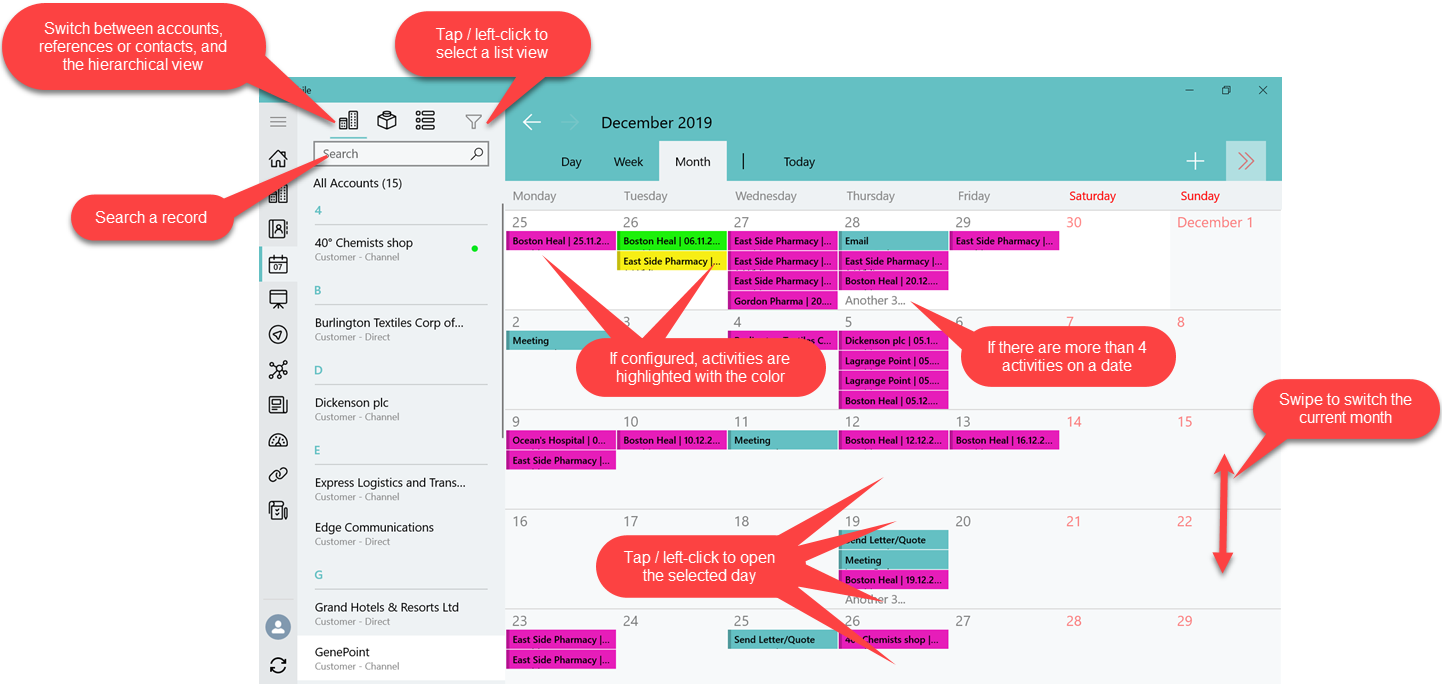 Switch between accounts,
references or contacts, and
the hierarchical view
Tap / left-click to
select a list view
Search a record
December 2019
Day Week Month | Today
Search
All Accounts (15)
4
40° Chemists shop
Customer - Channel
B
Burlington Textiles Corp of...
Customer - Direct
D
Dickenson plc
Customer - Channel
E
Express Logistics and Trans...
Customer - Channel
Edge Communications
Customer - Direct
G
Grand Hotels & Resorts Ltd
Customer - Direct
GenePoint
Customer - Channel
07
Monday Tuesday Wednesday Thursday Friday Saturday Sunday
25 26 27 28 29 30 December 1
Boston Heal | 25.11.2... Boston Heal | 06.11.2... East Side Pharmacy |... Email East Side Pharmacy |...
East Side Pharmacy |... East Side Pharmacy |... East Side Pharmacy |...
East Side Pharmacy |... Boston Heal | 20.12....
Gordon Pharma | 20.... Another 3...
If configured, activities are
highlighted with the color
If there are more than 4
activities on a date
2 3 4 5 6 7 8
Meeting Dickenson plc | 05.1...
Lagrange Point | 05....
Lagrange Point | 05....
Boston Heal | 05.12....
Swipe to switch the
current month
9 10 11 12 13 14 15
Ocean's Hospital | 0... Boston Heal | 10.12.2... Meeting Boston Heal | 12.12.2... Boston Heal | 16.12.2...
East Side Pharmacy |...
16 17 18 19 20 21 22
Send Letter/Quote
Meeting
Boston Heal | 19.12.2...
Another 3...
Tap / left-click to open
the selected day
23 24 25 26 27 28 29
East Side Pharmacy |... Send Letter/Quote 40° Chemists shop |...
East Side Pharmacy |...